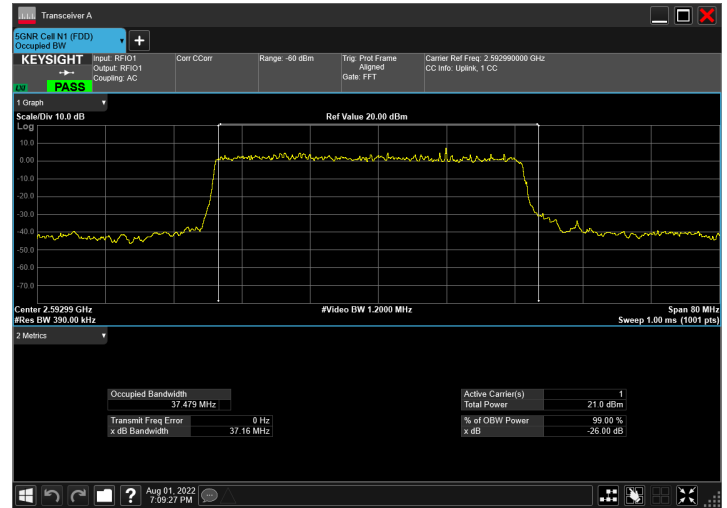 Transceiver A
5GNR Cell N1 (FDD)
Occupied BW
KEYSIGHT
Input: RFIO1
Output: RFIO1
Coupling: AC
Corr CCorr
Range: -60 dBm
Trig: Prot Frame
Aligned
Gate: FFT
Carrier Ref Freq: 2.592990000 GHz
CC Info: Uplink, 1 CC
LXI
PASS
1 Graph
Scale/Div 10.0 dB
Ref Value 20.00 dBm
Log
10.0
0.00
-10.0
-20.0
-30.0
-40.0
-50.0
-60.0
-70.0
Center 2.59299 GHz
#Video BW 1.2000 MHz
Span 80 MHz
#Res BW 390.00 kHz
Sweep 1.00 ms (1001 pts)
2 Metrics
Occupied Bandwidth
37.479 MHz
Transmit Freq Error 0 Hz
x dB Bandwidth 37.16 MHz
Active Carrier(s) 1
Total Power 21.0 dBm
% of OBW Power 99.00 %
x dB -26.00 dB
?
Aug 01, 2022
7:09:27 PM